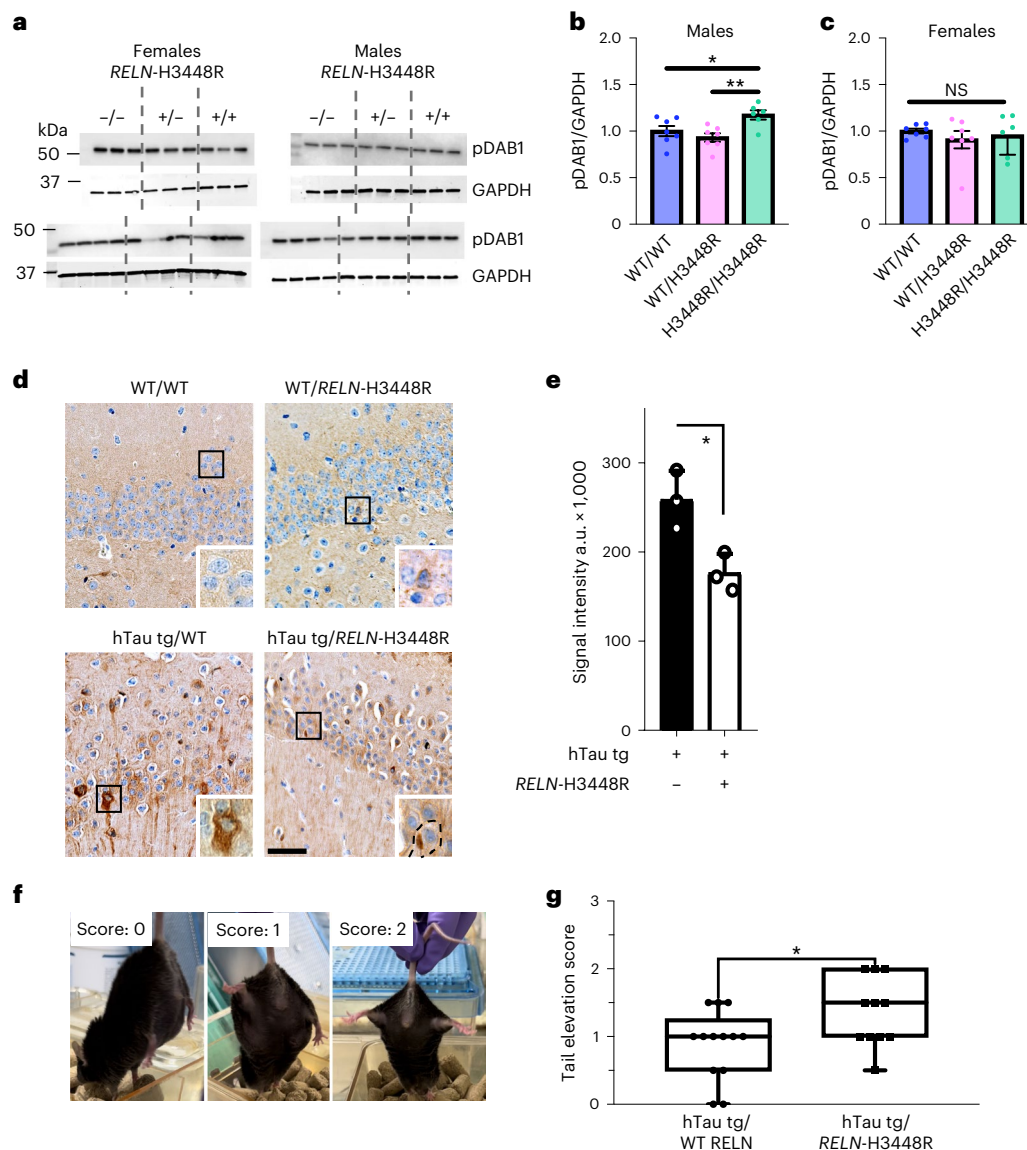 a
Females
RELN-H3448R
Males
RELN-H3448R
−/−
+/−
+/+
−/−
+/−
+/+
kDa
50
37
pDAB1
GAPDH
50
37
pDAB1
GAPDH
b
Males
2.0
1.5
1.0
0.5
0
pDAB1/GAPDH
*
**
WT/WT
WT/H3448R
H3448R/H3448R
c
Females
2.0
1.5
1.0
0.5
0
pDAB1/GAPDH
NS
WT/WT
WT/H3448R
H3448R/H3448R
d
WT/WT
WT/RELN-H3448R
hTau tg/WT
hTau tg/RELN-H3448R
e
Signal intensity a.u. × 1,000
300
200
100
0
*
hTau tg + +
RELN-H3448R − +
f
Score: 0
Score: 1
Score: 2
g
Tail elevation score
3
2
1
0
*
hTau tg/
WT RELN
hTau tg/
RELN-H3448R